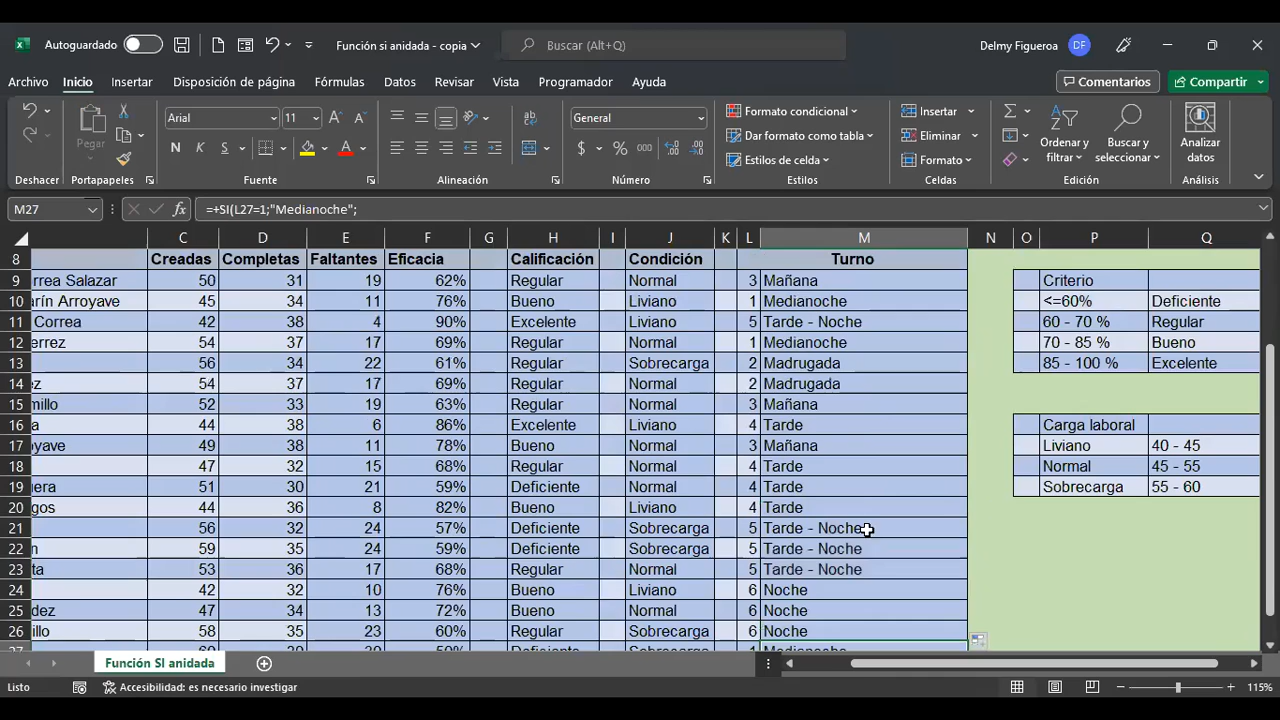 Autoguardado
Función si anidada - copia
Buscar (Alt+Q)
Delmy Figueroa DF
Archivo Inicio Insertar Disposición de página Fórmulas Datos Revisar Vista Programador Ayuda
Comentarios Compartir
Pegar
Arial 11
General
Formato condicional
Dar formato como tabla
Estilos de celda
Insertar
Eliminar
Formato
Ordenar y filtrar
Buscar y seleccionar
Analizar datos
N K S
$ % 000
Deshacer Portapapeles Fuente Alineación Número Estilos Celdas Edición Análisis
M27 fx =+SI(L27=1;"Medianoche";
C D E F G H I J K L M N O P Q
8 Creadas Completas Faltantes Eficacia Calificación Condición Turno
9 rrea Salazar 50 31 19 62% Regular Normal 3 Mañana Criterio
10 arín Arroyave 45 34 11 76% Bueno Liviano 1 Medianoche <=60% Deficiente
11 Correa 42 38 4 90% Excelente Liviano 5 Tarde - Noche 60 - 70 % Regular
12 errez 54 37 17 69% Regular Normal 1 Medianoche 70 - 85 % Bueno
13 56 34 22 61% Regular Sobrecarga 2 Madrugada 85 - 100 % Excelente
14 ez 54 37 17 69% Regular Normal 2 Madrugada
15 millo 52 33 19 63% Regular Normal 3 Mañana
16 a 44 38 6 86% Excelente Liviano 4 Tarde Carga laboral
17 oyave 49 38 11 78% Bueno Normal 3 Mañana Liviano 40 - 45
18 47 32 15 68% Regular Normal 4 Tarde Normal 45 - 55
19 uera 51 30 21 59% Deficiente Normal 4 Tarde Sobrecarga 55 - 60
20 gos 44 36 8 82% Bueno Liviano 4 Tarde
21 56 32 24 57% Deficiente Sobrecarga 5 Tarde - Noche
22 n 59 35 24 59% Deficiente Sobrecarga 5 Tarde - Noche
23 ta 53 36 17 68% Regular Normal 5 Tarde - Noche
24 42 32 10 76% Bueno Liviano 6 Noche
25 dez 47 34 13 72% Bueno Normal 6 Noche
26 illo 58 35 23 60% Regular Sobrecarga 6 Noche
Función SI anidada
Listo Accesibilidad: es necesario investigar 115%